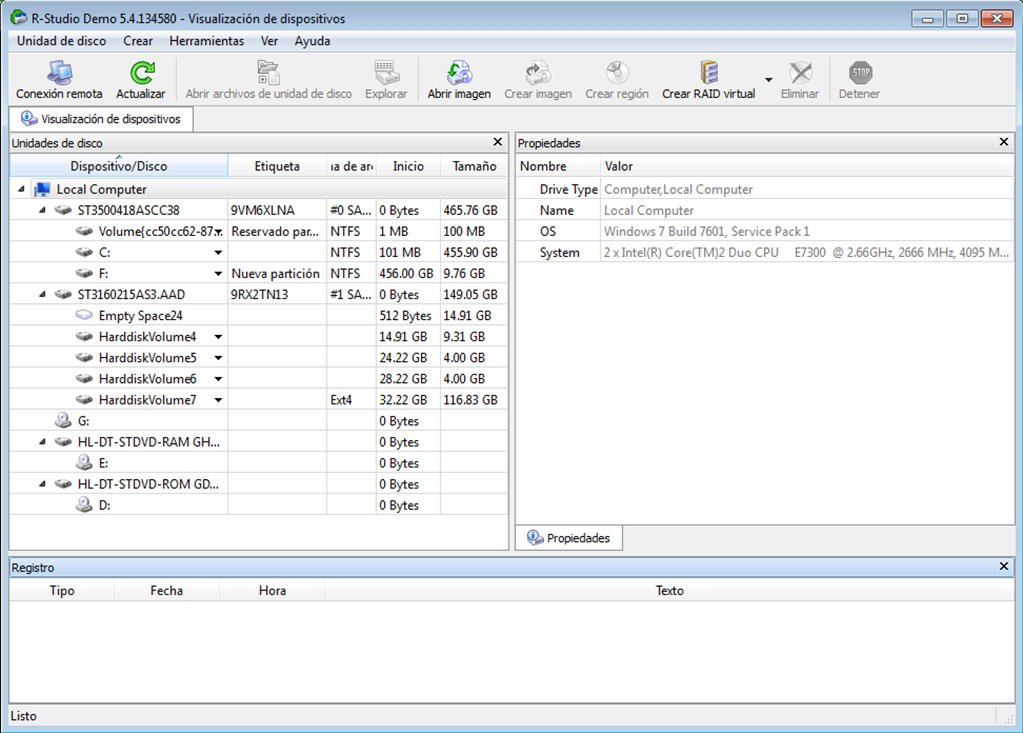 R-Studio Demo 5.4.134580 - Visualización de dispositivos
Unidad de disco Crear Herramientas Ver Ayuda
Conexión remota Actualizar Abrir archivos de unidad de disco Explorar Abrir imagen Crear imagen Crear región Crear RAID virtual Eliminar STOP Detener
Visualización de dispositivos
Unidades de disco
Dispositivo/Disco Etiqueta ıa de arc Inicio Tamaño
Local Computer
ST3500418ASCC38 9VM6XLNA #0 SA... 0 Bytes 465.76 GB
Volume{cc50cc62-87 Reservado par... NTFS 1 MB 100 MB
C: NTFS 101 MB 455.90 GB
F: Nueva partición NTFS 456.00 GB 9.76 GB
ST3160215AS3.AAD 9RX2TN13 #1 SA... 0 Bytes 149.05 GB
Empty Space24 512 Bytes 14.91 GB
HarddiskVolume4 14.91 GB 9.31 GB
HarddiskVolume5 24.22 GB 4.00 GB
HarddiskVolume6 28.22 GB 4.00 GB
HarddiskVolume7 Ext4 32.22 GB 116.83 GB
G: 0 Bytes
HL-DT-STDVD-RAM GH... 0 Bytes
E: 0 Bytes
HL-DT-STDVD-ROM GD... 0 Bytes
D: 0 Bytes
Propiedades
Nombre Valor
Drive Type Computer,Local Computer
Name Local Computer
OS Windows 7 Build 7601, Service Pack 1
System 2 x Intel(R) Core(TM)2 Duo CPU E7300 @ 2.66GHz, 2666 MHz, 4095 M...
Propiedades
Registro
Tipo Fecha Hora Texto
Listo